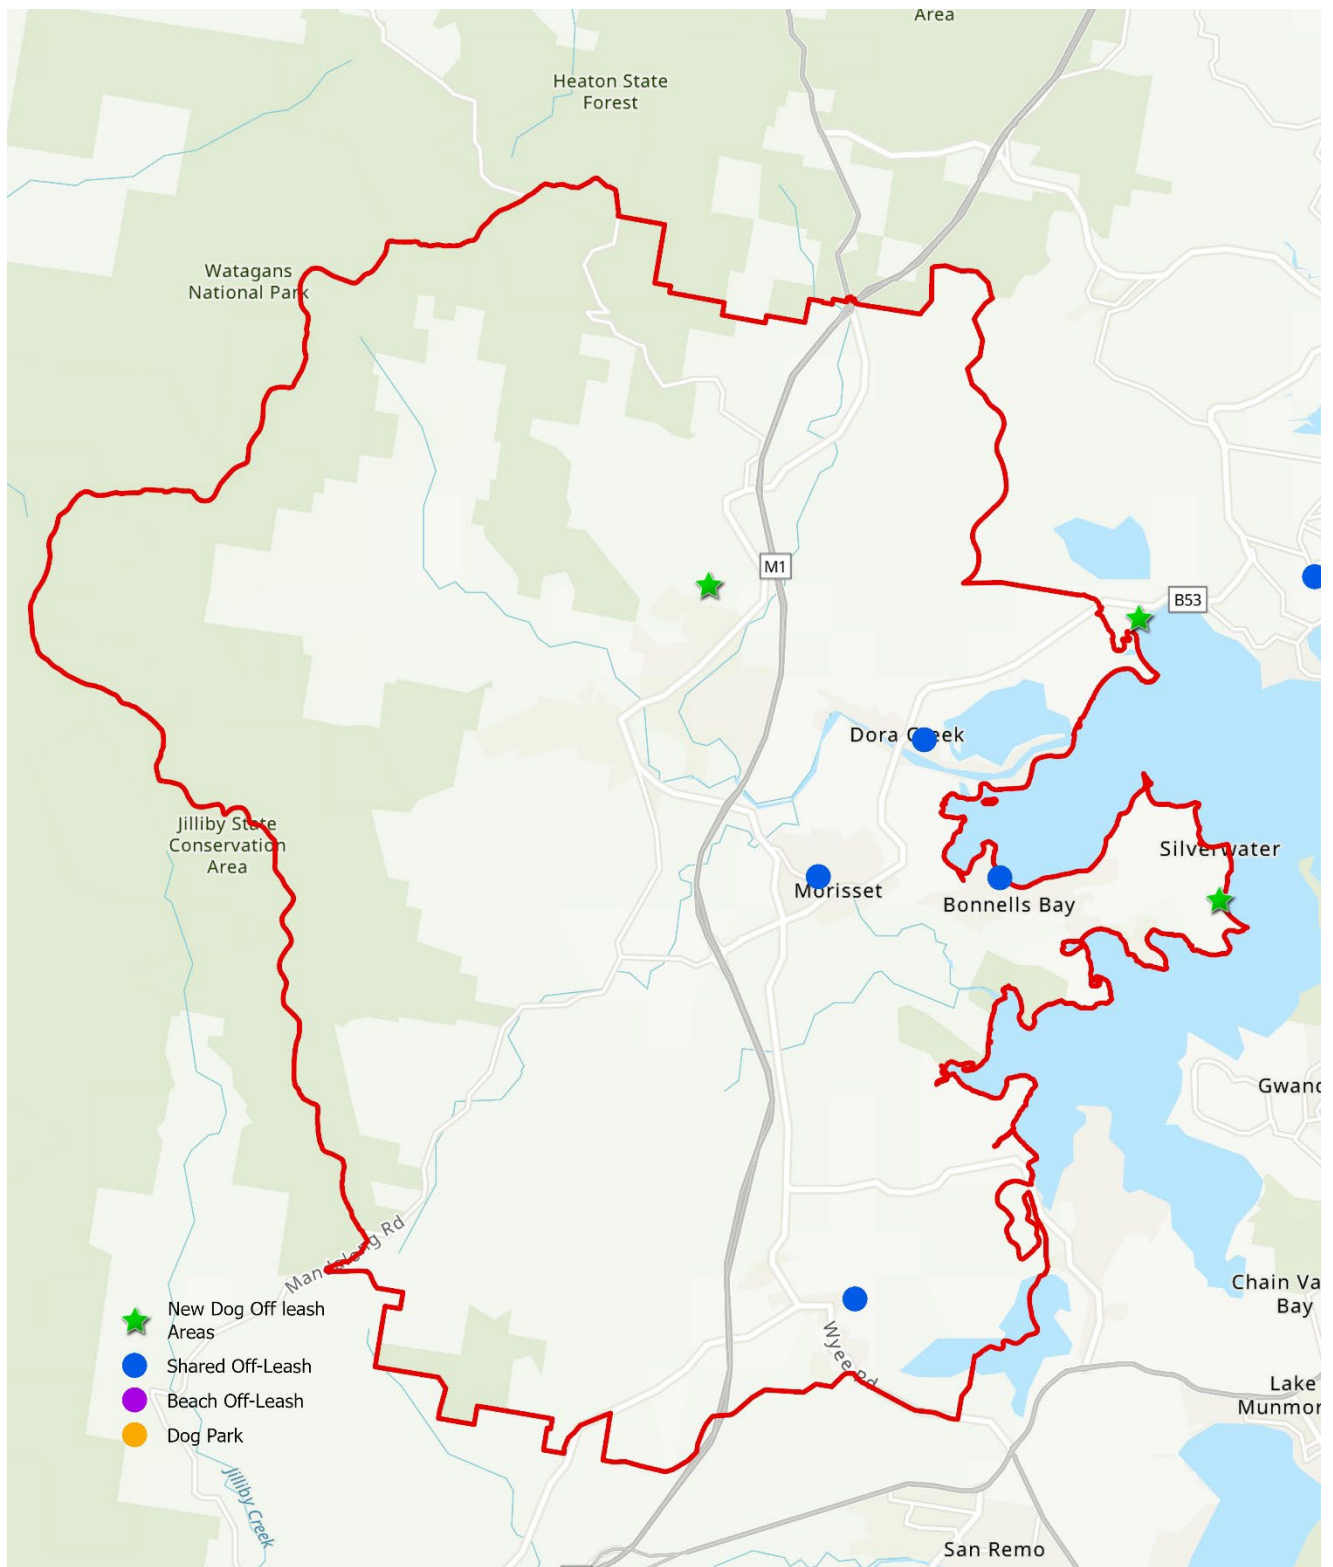 Area
Heaton State
Forest
Watagans
National Park
M1
B53
Dora Creek
Jilliby State
Conservation
Area
Silverwater
Morisset
Bonnells Bay
Gwand
Mandalong Rd
Chain Va
Bay
New Dog Off leash
Areas
Wyee Rd
Shared Off-Leash
Beach Off-Leash
Lake
Munmor
Dog Park
Jilliby Creek
San Remo